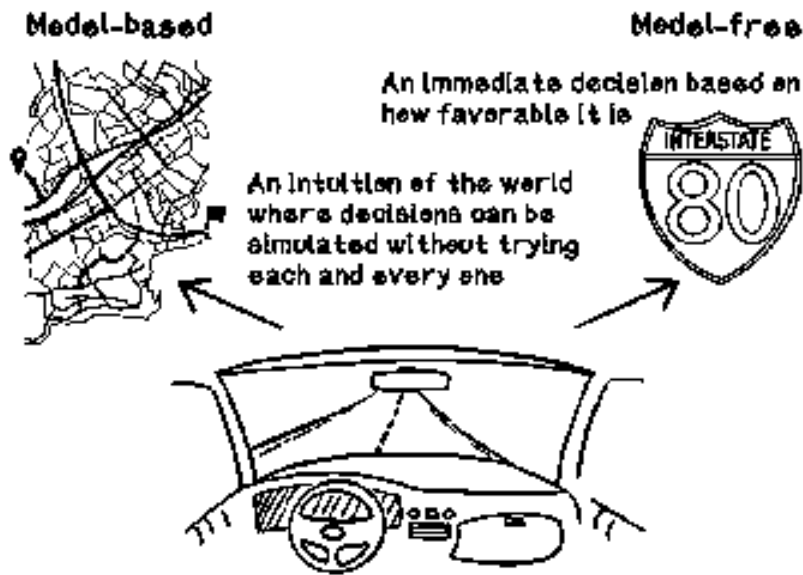 Model-based
Model-free
An immediate decision based on
how favorable it is
INTERSTATE
80
An intuition of the world
where decisions can be
simulated without trying
each and every one